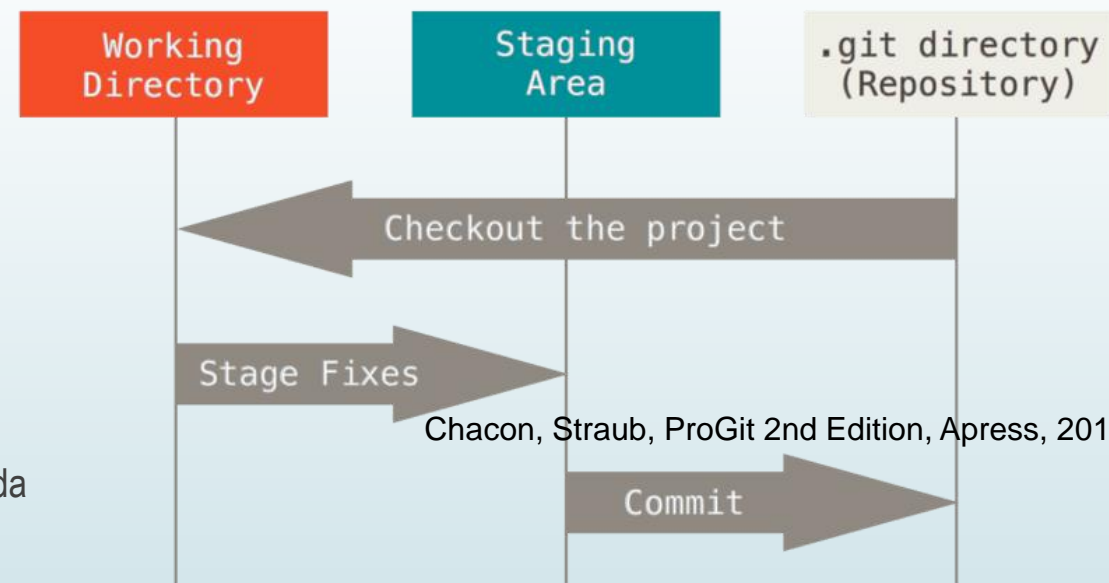 Working
Directory
Staging
Area
.git directory
(Repository)
Checkout the project
Stage Fixes
Chacon, Straub, ProGit 2nd Edition, Apress, 201
da
Commit